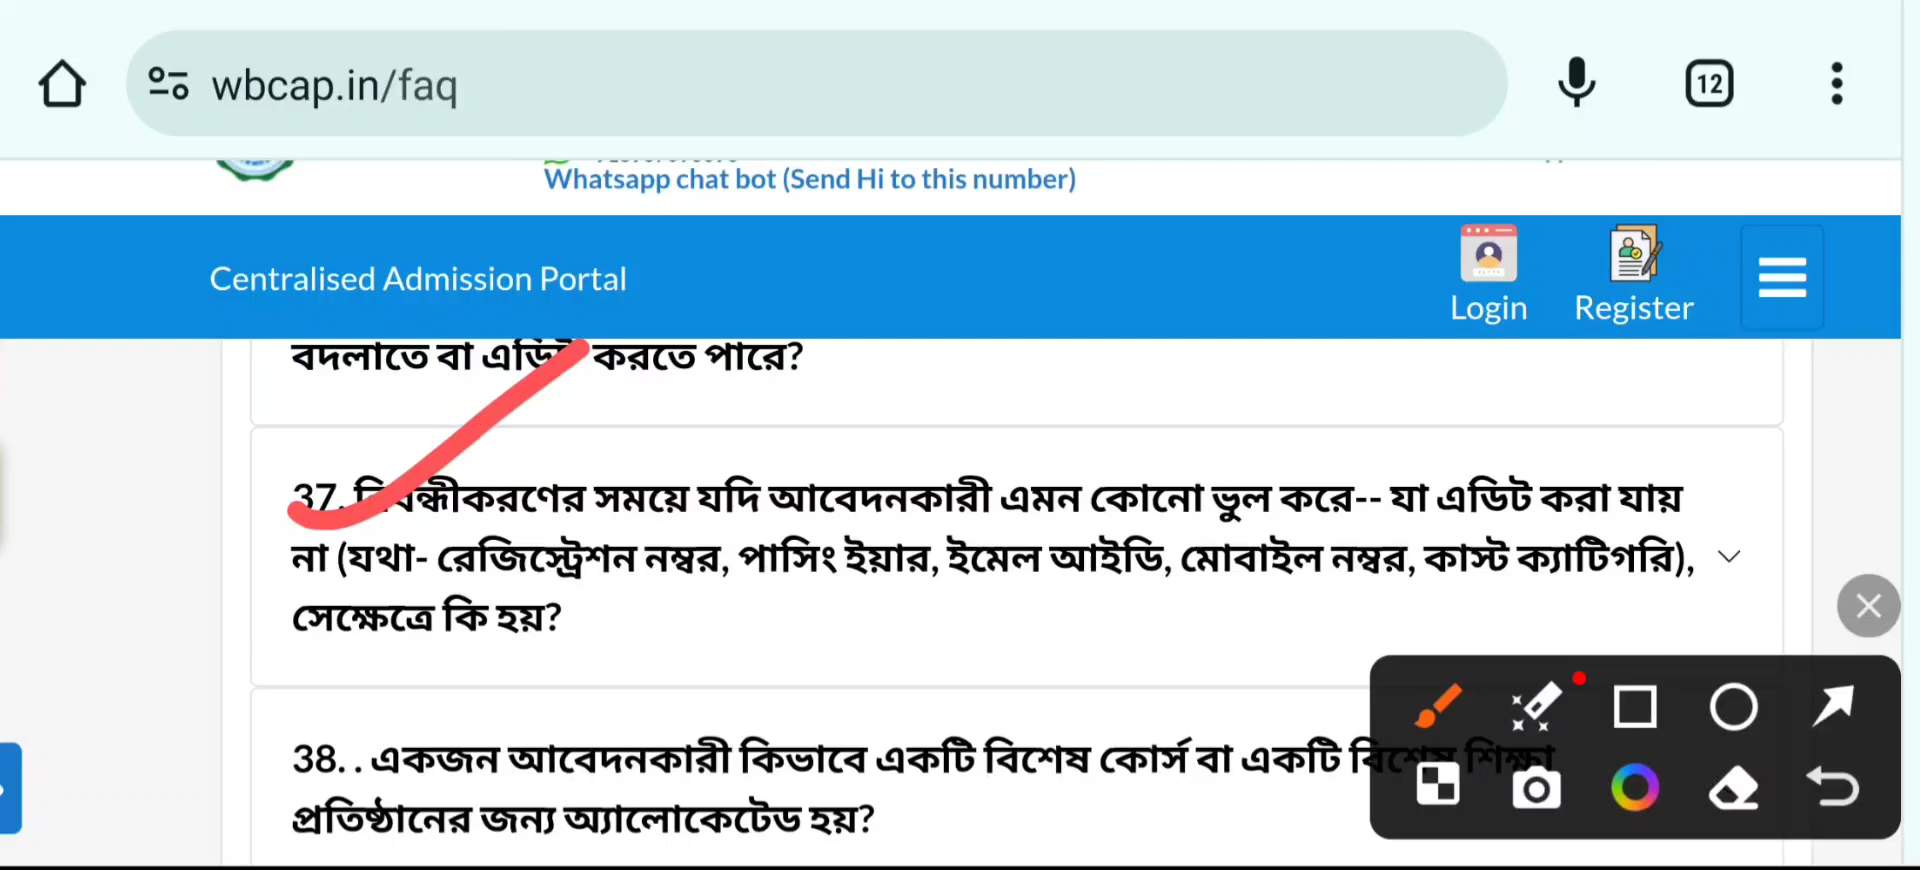 wbcap.in/faq
12
Whatsapp chat bot (Send Hi to this number)
Centralised Admission Portal
Login
Register
বদলাতে বা এডিট করতে পারে?
37. নিবন্ধীকরণের সময়ে যদি আবেদনকারী এমন কোনো ভুল করে-- যা এডিট করা যায়
না (যথা- রেজিস্ট্রেশন নম্বর, পাসিং ইয়ার, ইমেল আইডি, মোবাইল নম্বর, কাস্ট ক্যাটিগরি),
সেক্ষেত্রে কি হয়?
38. . একজন আবেদনকারী কিভাবে একটি বিশেষ কোর্স বা একটি বিশেষ শিক্ষা
প্রতিষ্ঠানের জন্য অ্যালোকেটেড হয়?